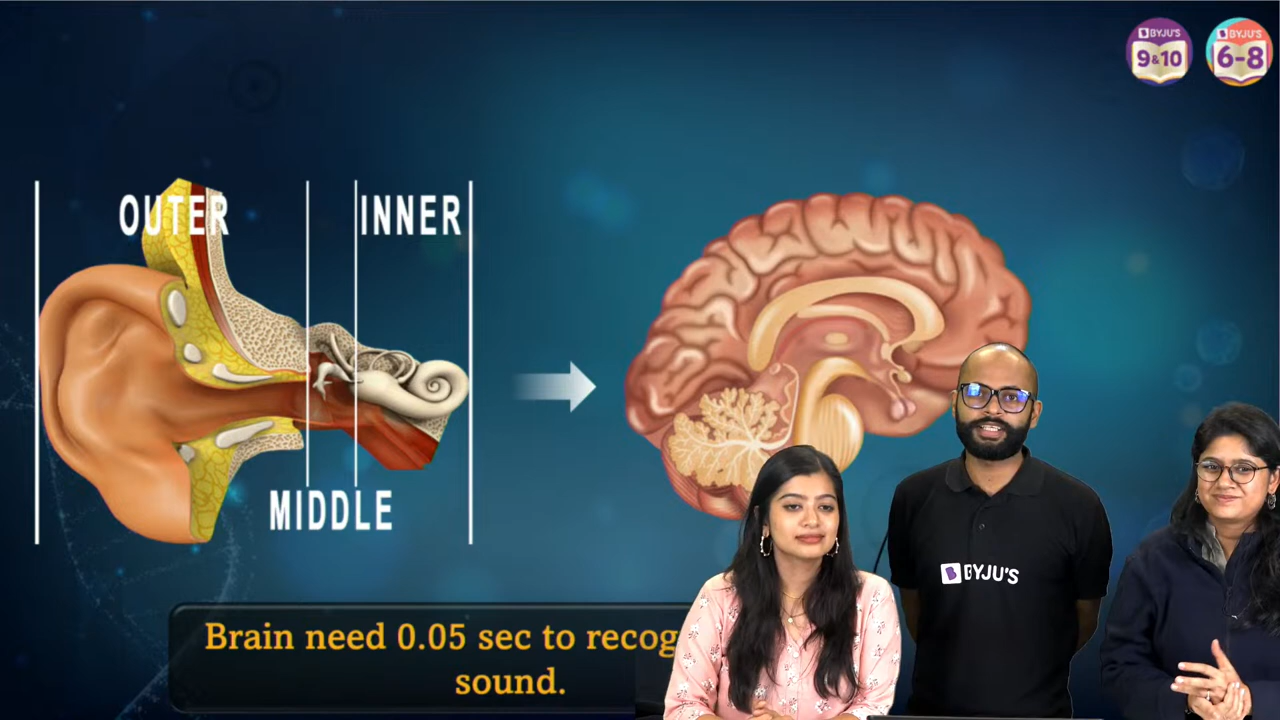 BYJU'S
9&10
BYJU'S
6-8
OUTER
INNER
MIDDLE
BYJU'S
Brain need 0.05 sec to recog
sound.